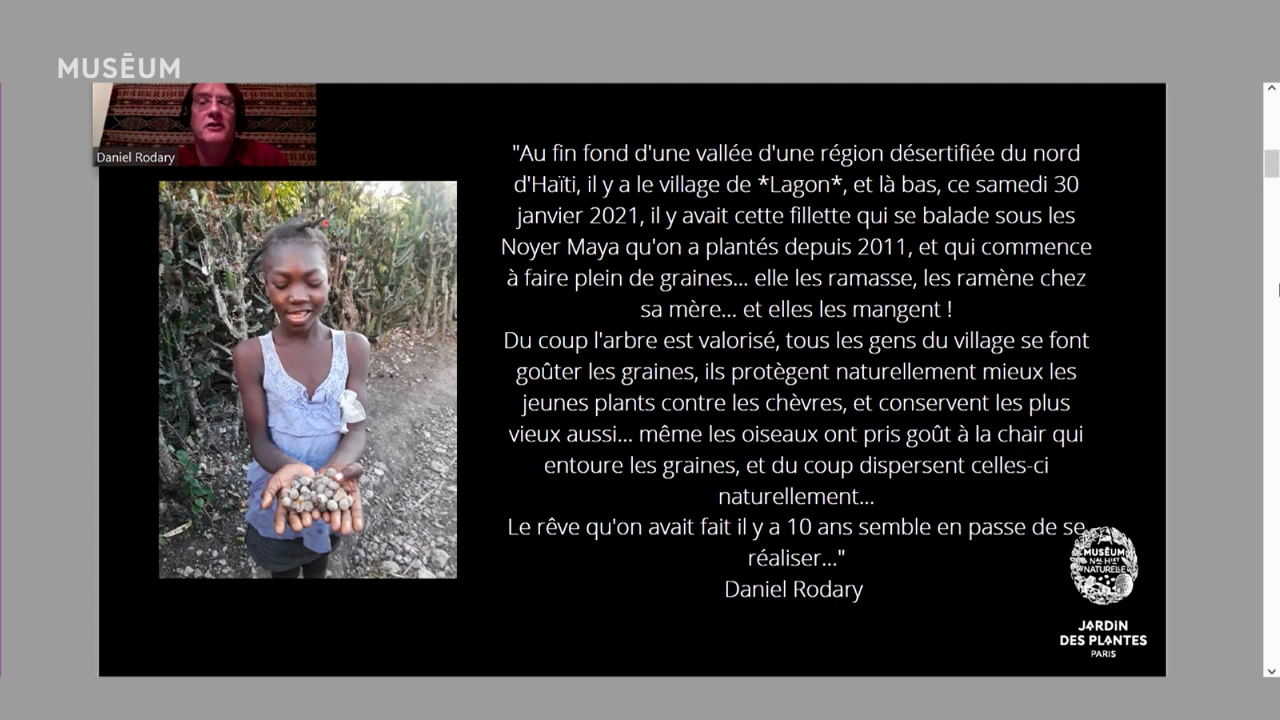 MUSĒUM
Daniel Rodary
"Au fin fond d'une vallée d'une région désertifiée du nord
d'Haïti, il y a le village de *Lagon*, et là bas, ce samedi 30
janvier 2021, il y avait cette fillette qui se balade sous les
Noyer Maya qu'on a plantés depuis 2011, et qui commence
à faire plein de graines... elle les ramasse, les ramène chez
sa mère... et elles les mangent !
Du coup l'arbre est valorisé, tous les gens du village se font
goûter les graines, ils protègent naturellement mieux les
jeunes plants contre les chèvres, et conservent les plus
vieux aussi... même les oiseaux ont pris goût à la chair qui
entoure les graines, et du coup dispersent celles-ci
naturellement...
Le rêve qu'on avait fait il y a 10 ans semble en passe de se
réaliser..."
Daniel Rodary
MUSĒUM
NAL HIST
NATURELLE
JARDIN
DES PLANTES
PARIS